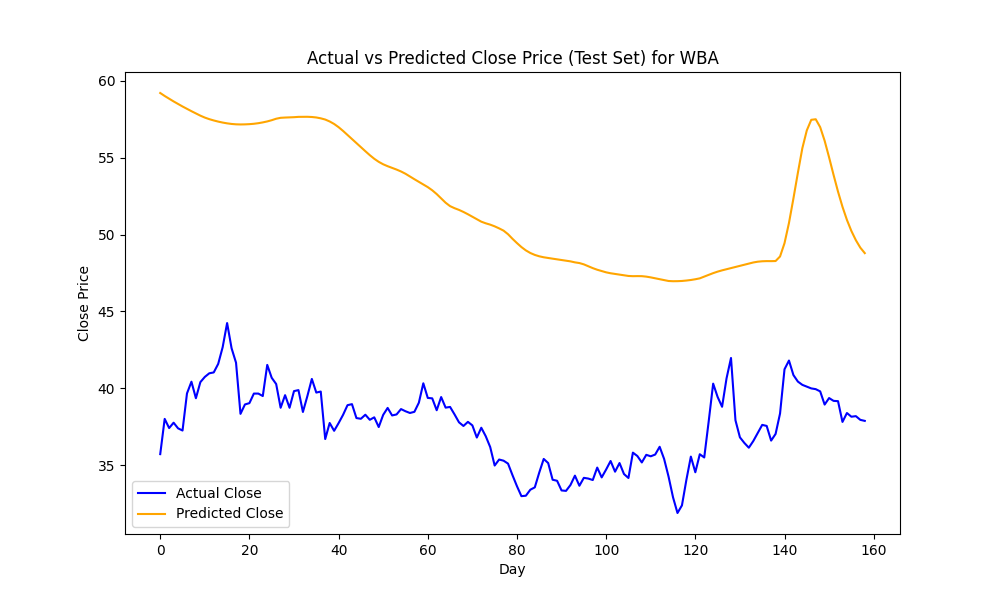 Actual vs Predicted Close Price (Test Set) for WBA
60
55
50
45
40
35
Close Price
Actual Close
Predicted Close
0 20 40 60 80 100 120 140 160
Day